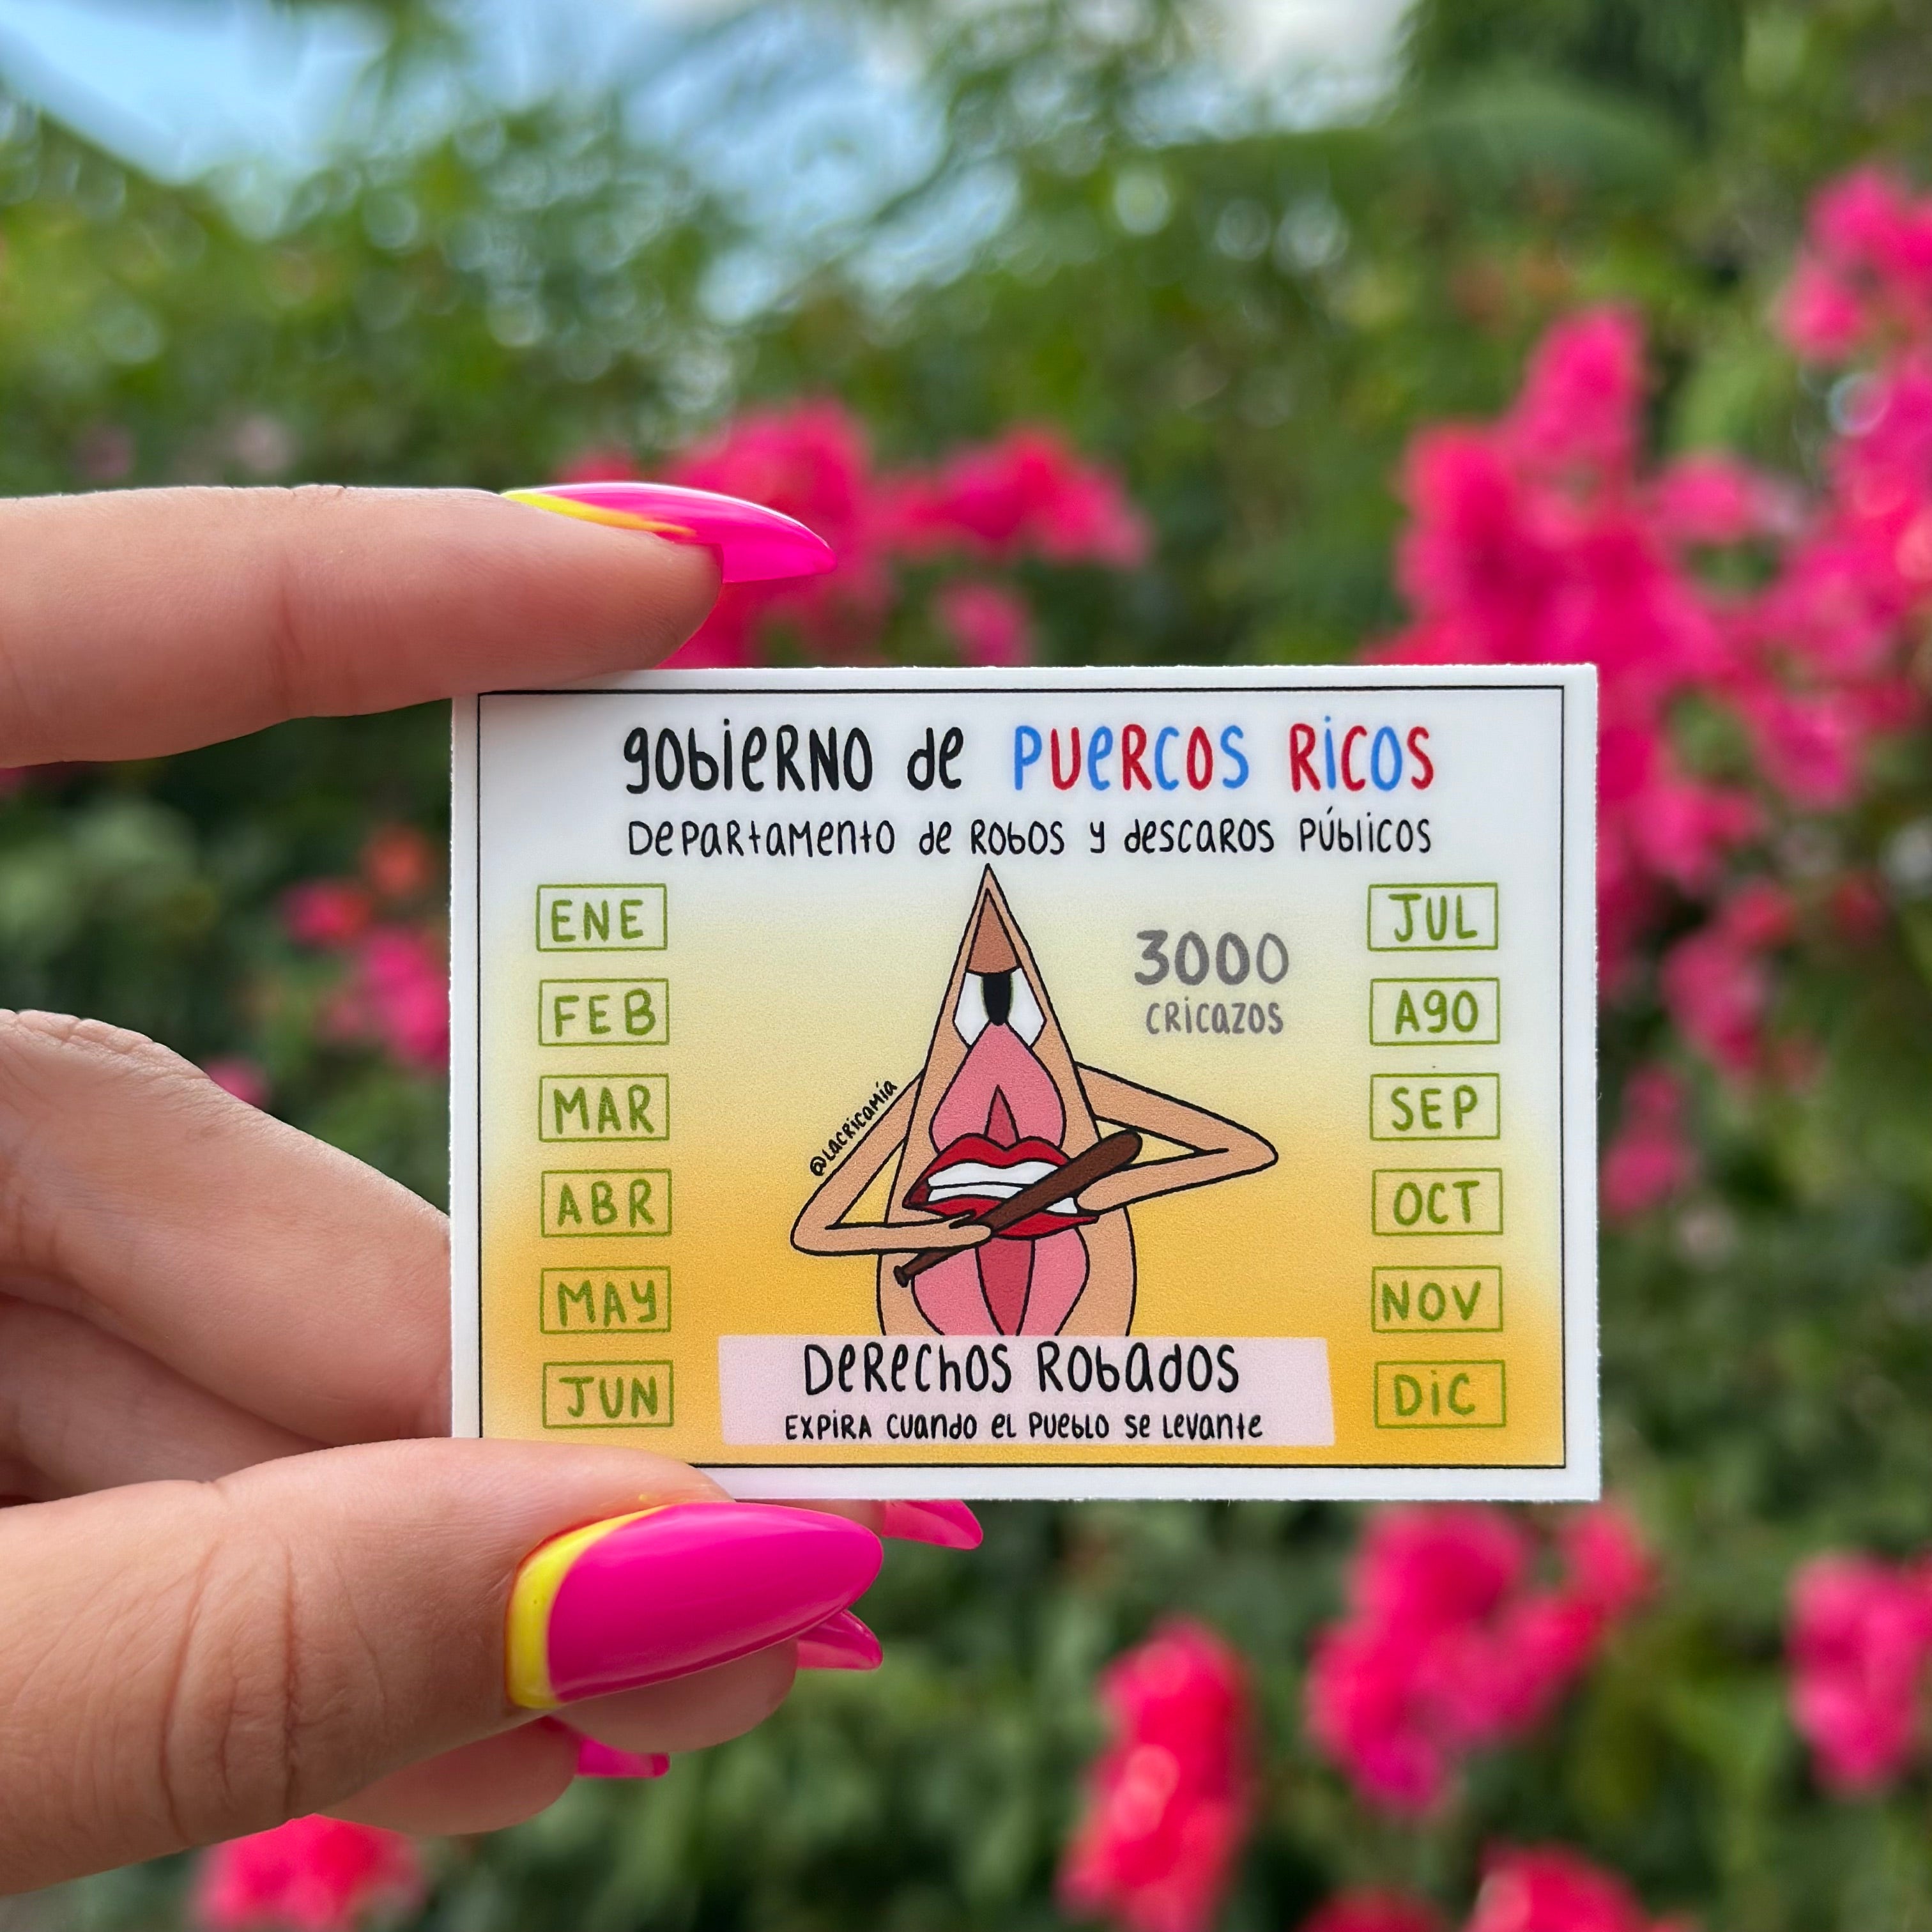 gobierno de PUERCOS RICOS
Departamento de Robos y descaros Públicos
ENE
FEB
MAR
ABR
MAY
JUN
3000
CRICAZOS
@LACRICAMÍA
JUL
AGO
SEP
OCT
NOV
DIC
DERECHOS ROBADOS
EXPIRA CUANDO EL PUEBLO SE LEVANTE